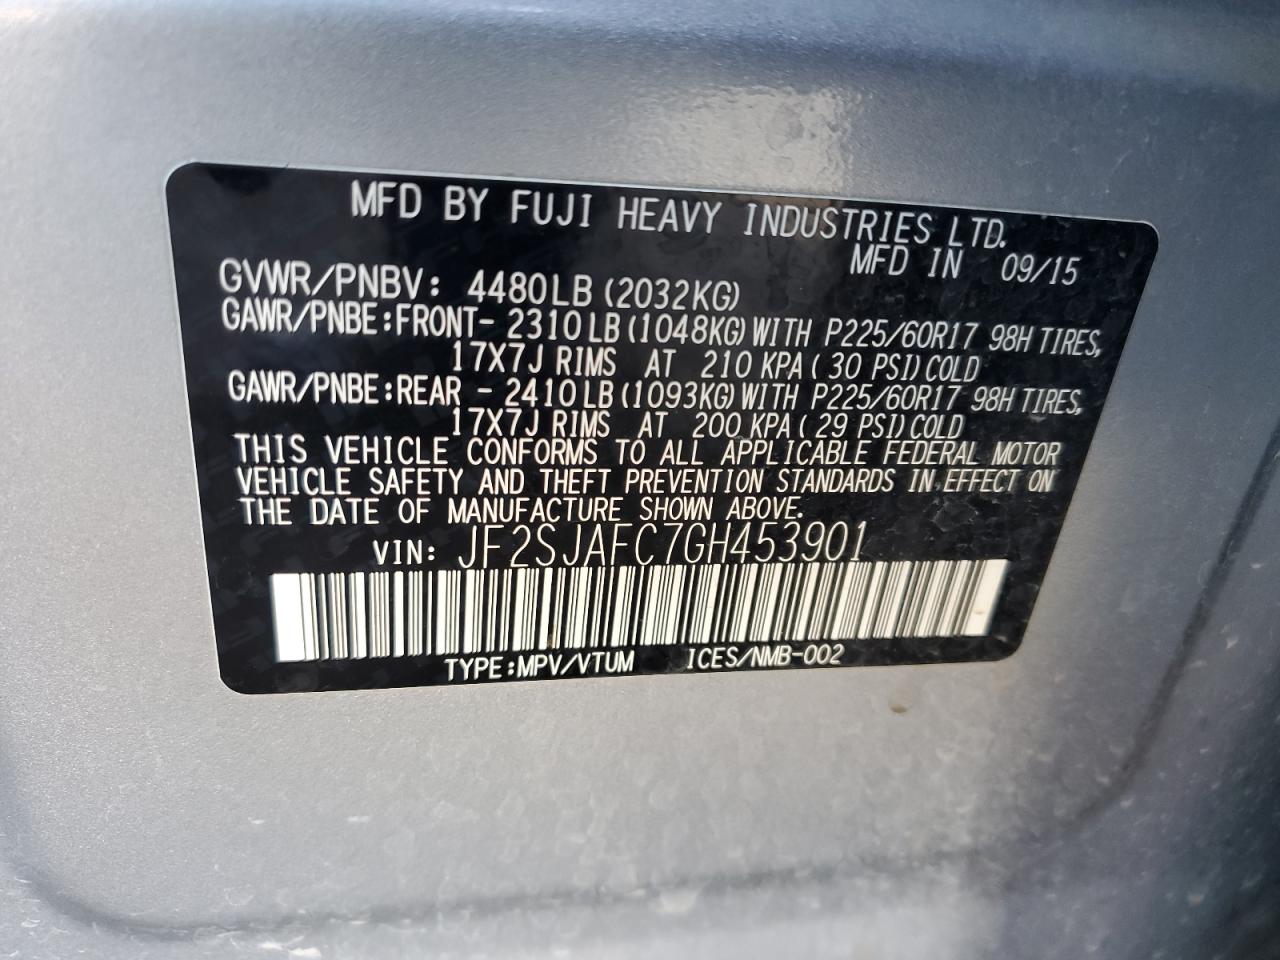 MFD BY FUJI HEAVY INDUSTRIES LTD.
MFD IN 09/15
GVWR/PNBV: 4480LB (2032KG)
GAWR/PNBE:FRONT- 2310 LB (1048KG) WITH P225/60R17 98H TIRES,
17X7J RIMS AT 210 KPA ( 30 PSI) COLD
GAWR/PNBE:REAR - 2410 LB (1093KG) WITH P225/60R17 98H TIRES,
17X7J RIMS AT 200 KPA ( 29 PSI) COLD
THIS VEHICLE CONFORMS TO ALL APPLICABLE FEDERAL MOTOR
VEHICLE SAFETY AND THEFT PREVENTION STANDARDS IN EFFECT ON
THE DATE OF MANUFACTURE SHOWN ABOVE.
VIN: JF2SJAFC7GH453901
TYPE:MPV/VTUM ICES/NMB-002